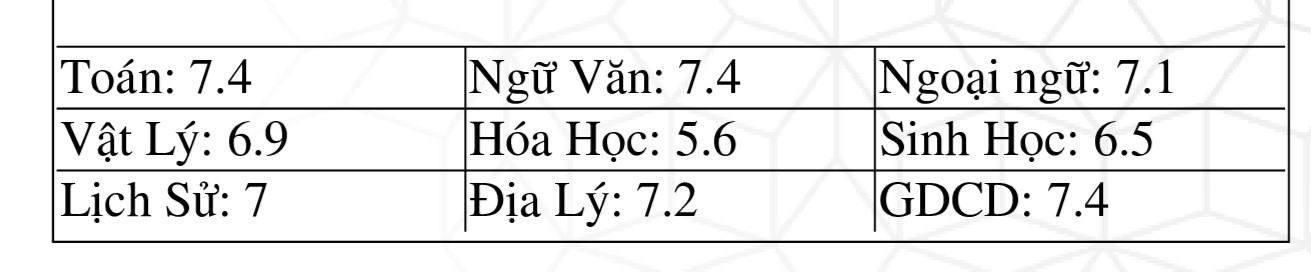 Toán: 7.4 Ngữ Văn: 7.4 Ngoại ngữ: 7.1
Vật Lý: 6.9 Hóa Học: 5.6 Sinh Học: 6.5
Lịch Sử: 7 Địa Lý: 7.2 GDCD: 7.4